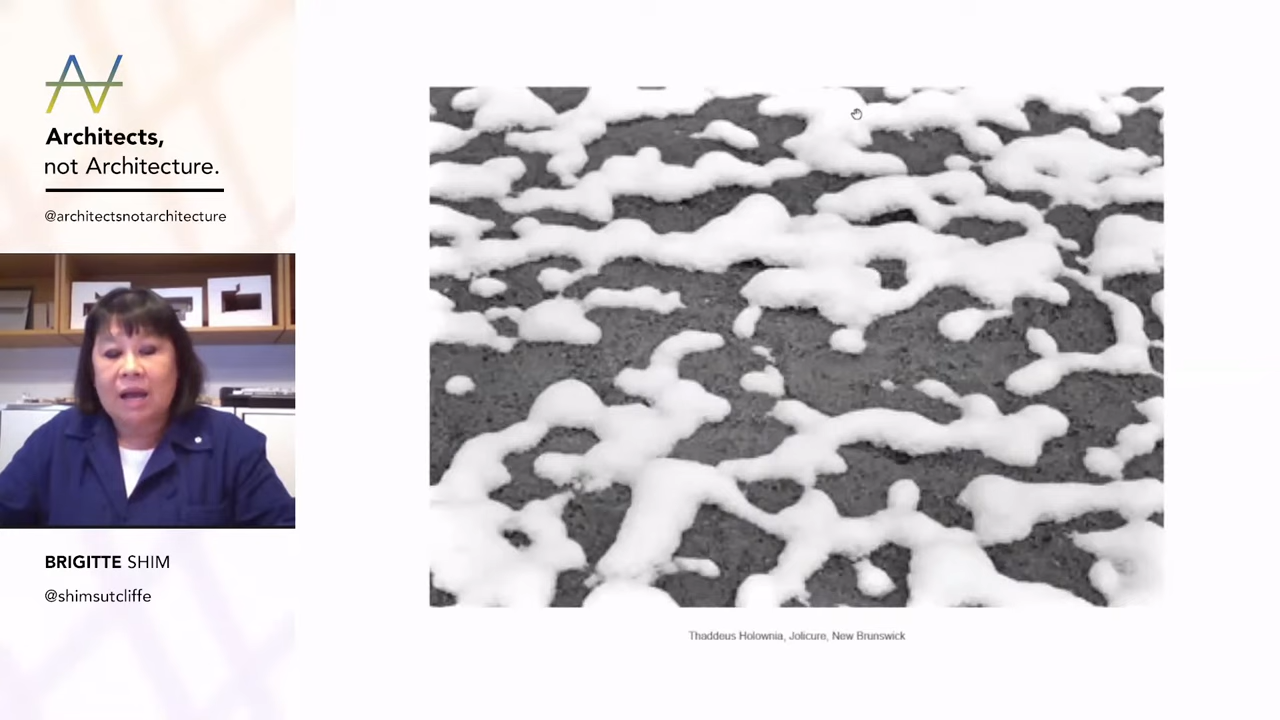 Architects,
not Architecture.
@architectsnotarchitecture
BRIGITTE SHIM
@shimsutcliffe
Thaddeus Holownia, Jolicure, New Brunswick